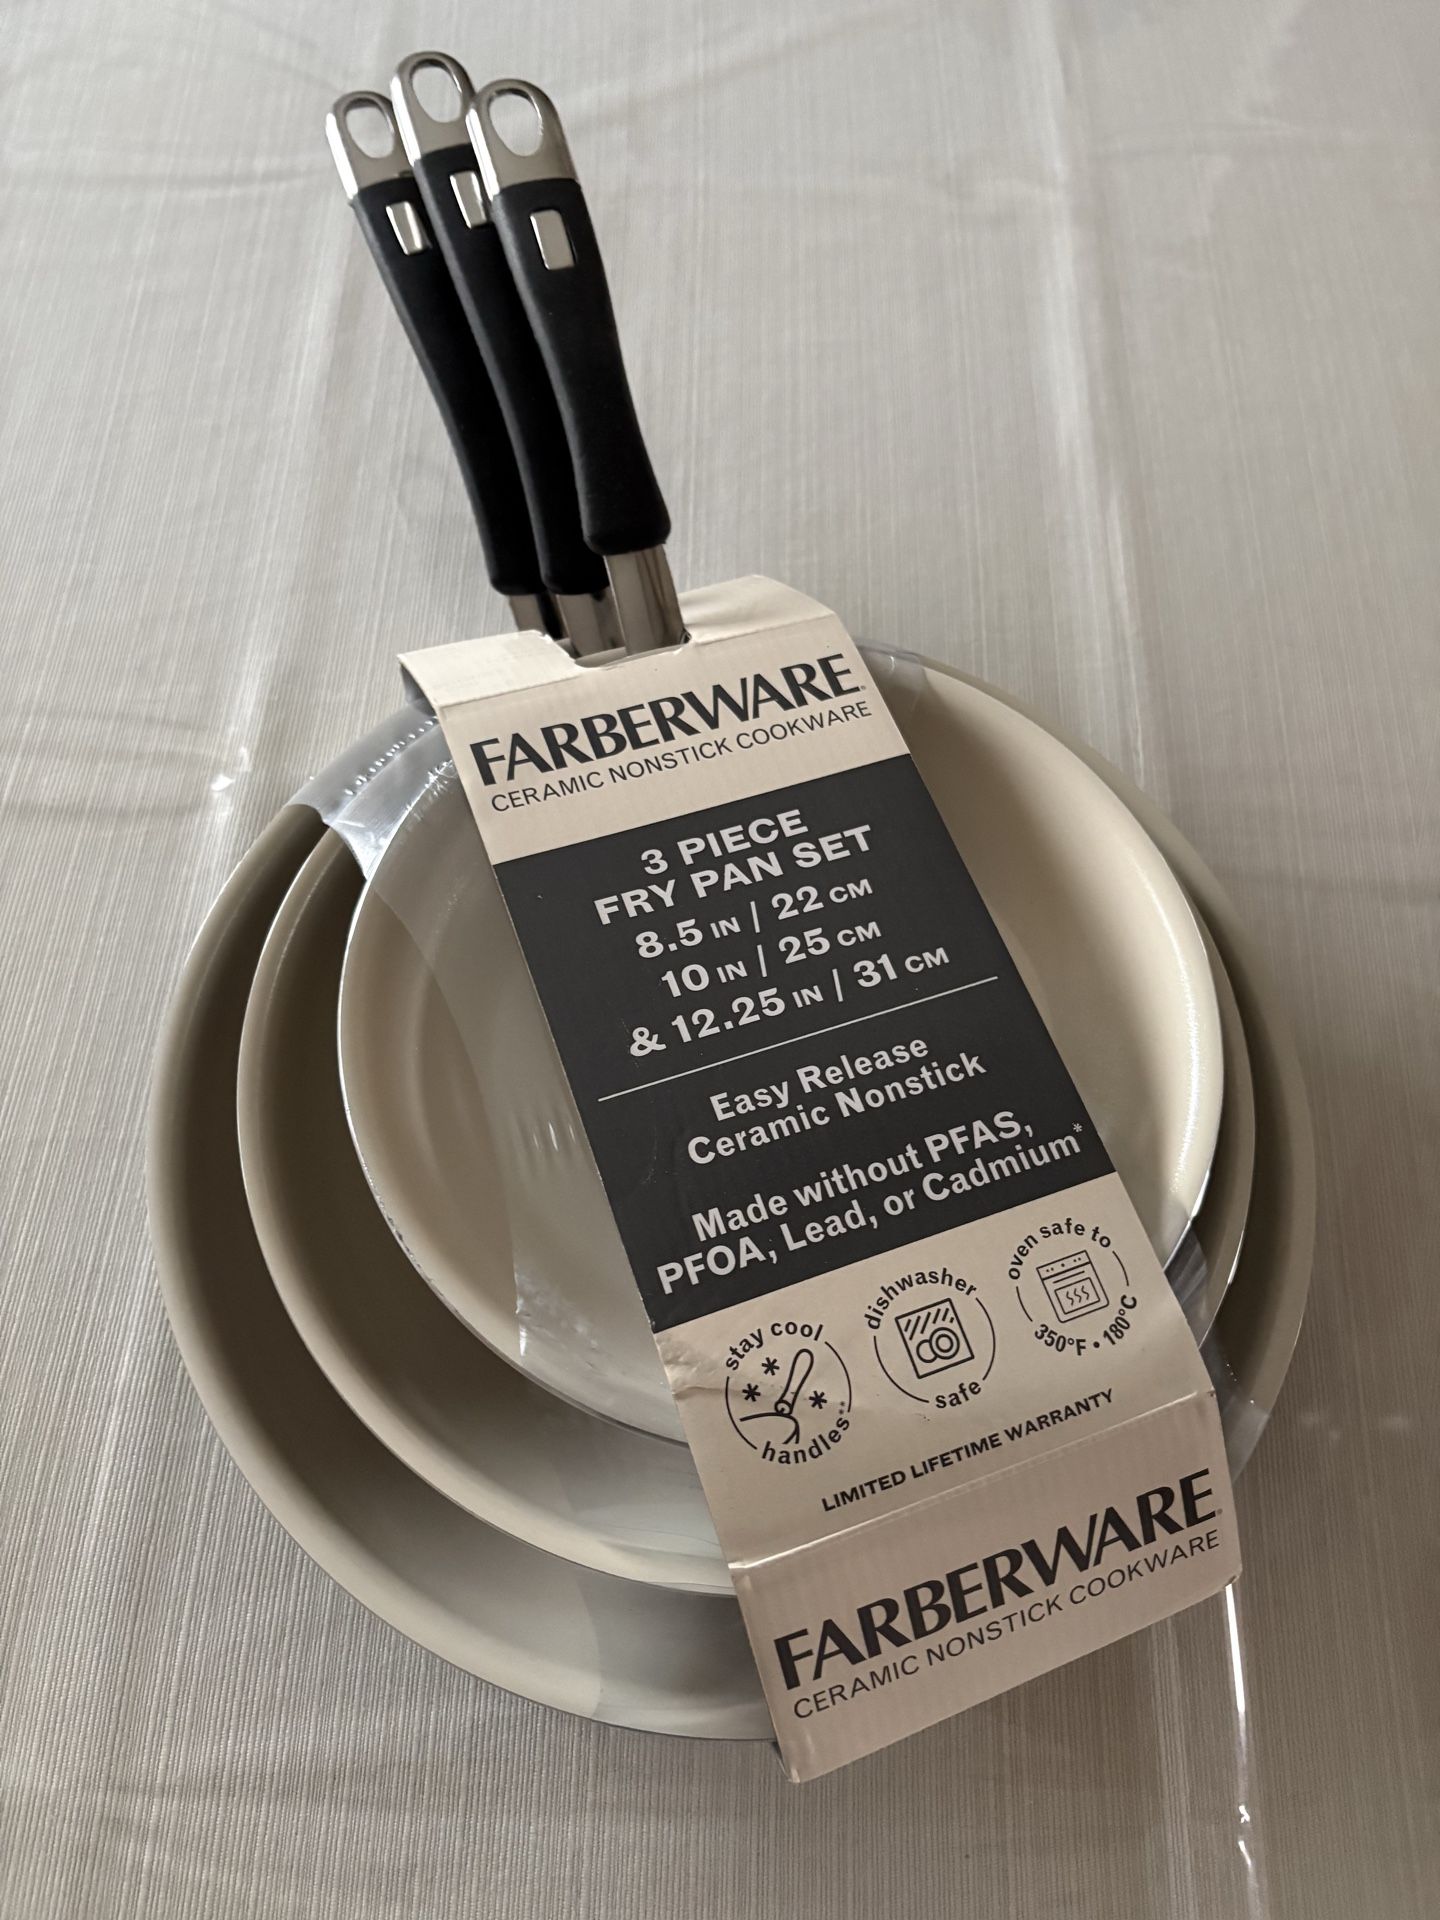 FARBERWARE®
CERAMIC NONSTICK COOKWARE
3 PIECE
FRY PAN SET
8.5 IN / 22 CM
10 IN / 25 CM
& 12.25 IN / 31 CM
Easy Release
Ceramic Nonstick
Made without PFAS,
PFOA, Lead, or Cadmium*
stay cool
handles**
dishwasher
safe
oven safe to
350°F • 180°C
LIMITED LIFETIME WARRANTY
FARBERWARE®
CERAMIC NONSTICK COOKWARE